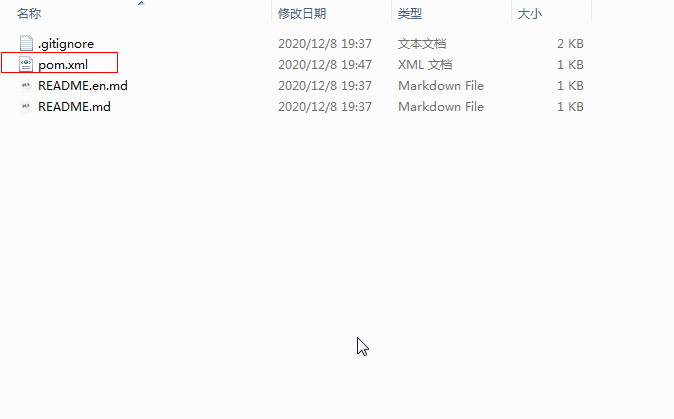 名称 修改日期 类型 大小
.gitignore 2020/12/8 19:37 文本文档 2 KB
pom.xml 2020/12/8 19:47 XML 文档 1 KB
README.en.md 2020/12/8 19:37 Markdown File 1 KB
README.md 2020/12/8 19:37 Markdown File 1 KB